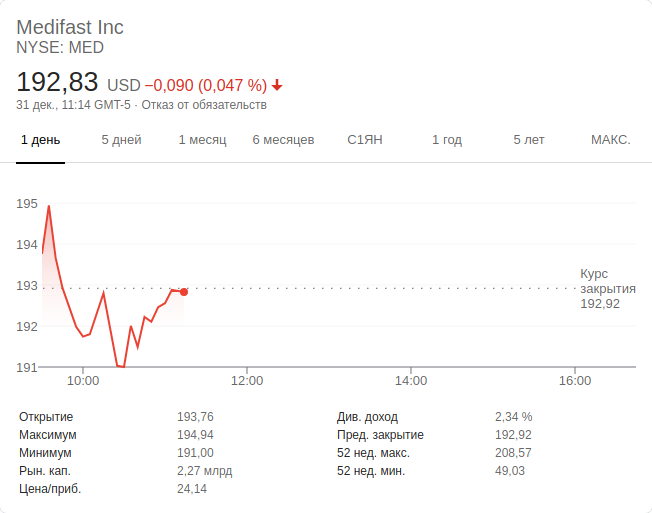 Medifast Inc
NYSE: MED
192,83 USD −0,090 (0,047 %)
31 дек., 11:14 GMT-5 · Отказ от обязательств
1 день 5 дней 1 месяц 6 месяцев С1ЯН 1 год 5 лет МАКС.
195
194
193
192
191
Курс
закрытия
192,92
10:00 12:00 14:00 16:00
Открытие 193,76
Максимум 194,94
Минимум 191,00
Рын. кап. 2,27 млрд
Цена/приб. 24,14
Див. доход 2,34 %
Пред. закрытие 192,92
52 нед. макс. 208,57
52 нед. мин. 49,03